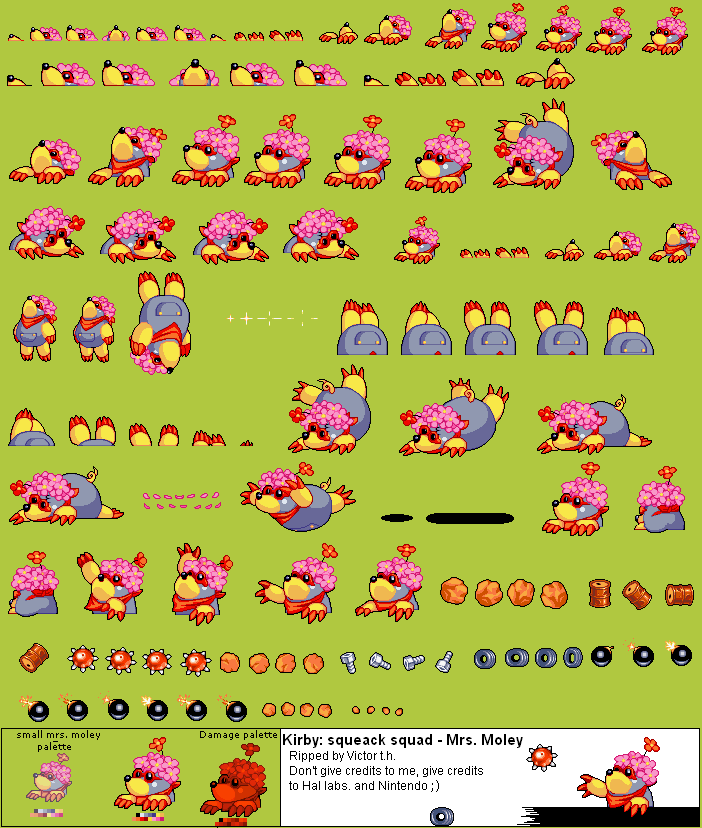 small mrs. moley
palette
Damage palette
Kirby: squeack squad - Mrs. Moley
Ripped by Victor t.h.
Don't give credits to me, give credits
to Hal labs. and Nintendo ;)